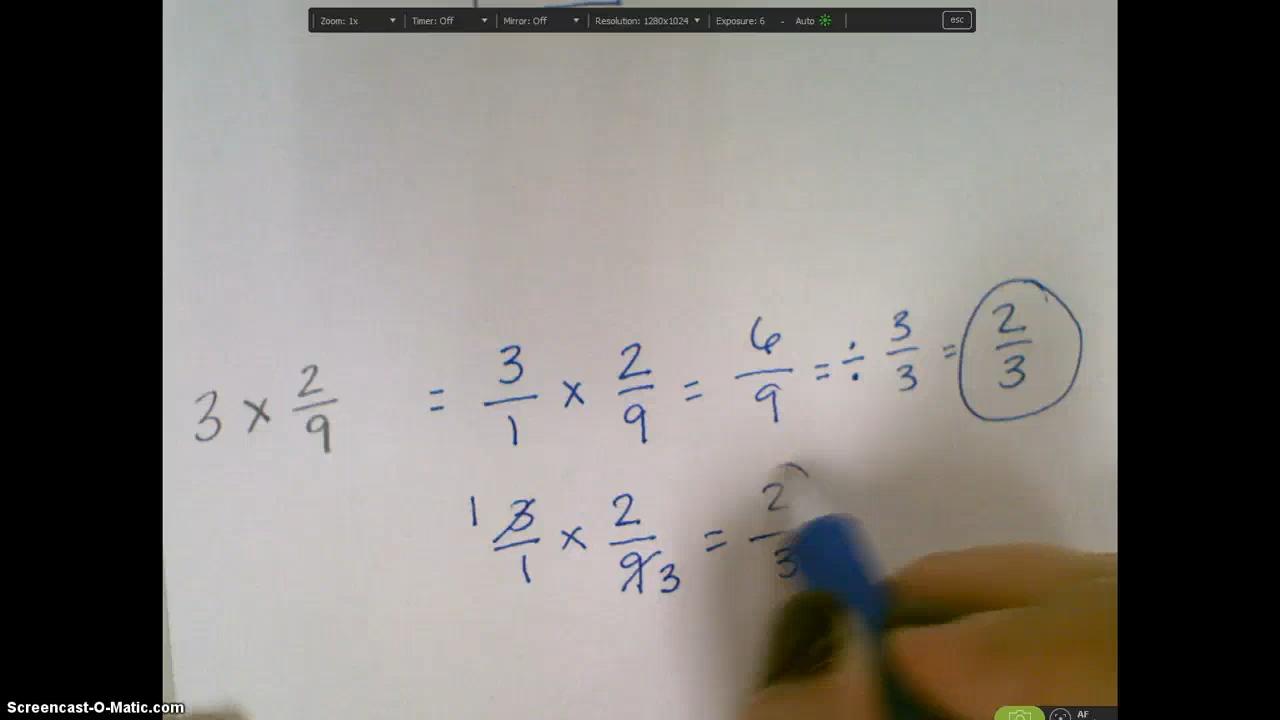 Zoom: 1x Timer: Off Mirror: Off Resolution: 1280x1024 Exposure: 6 - Auto esc
3 x 2/9 = 3/1 x 2/9 = 6/9 = ÷ 3/3 = 2/3
1 3/1 x 2/9 3 = 2/3
Screencast-O-Matic.com
AF